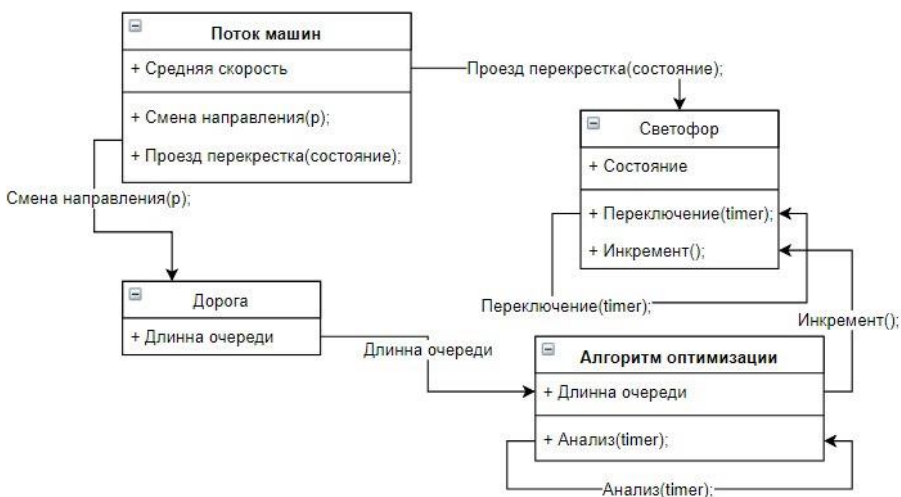 Поток машин
+ Средняя скорость
+ Смена направления(р);
+ Проезд перекрестка(состояние);
Проезд перекрестка(состояние);
Светофор
+ Состояние
+ Переключение(timer);
+ Инкремент();
Смена направления(р);
Переключение(timer);
Дорога
+ Длинна очереди
Длинна очереди
Инкремент();
Алгоритм оптимизации
+ Длинна очереди
+ Анализ(timer);
Анализ(timer);